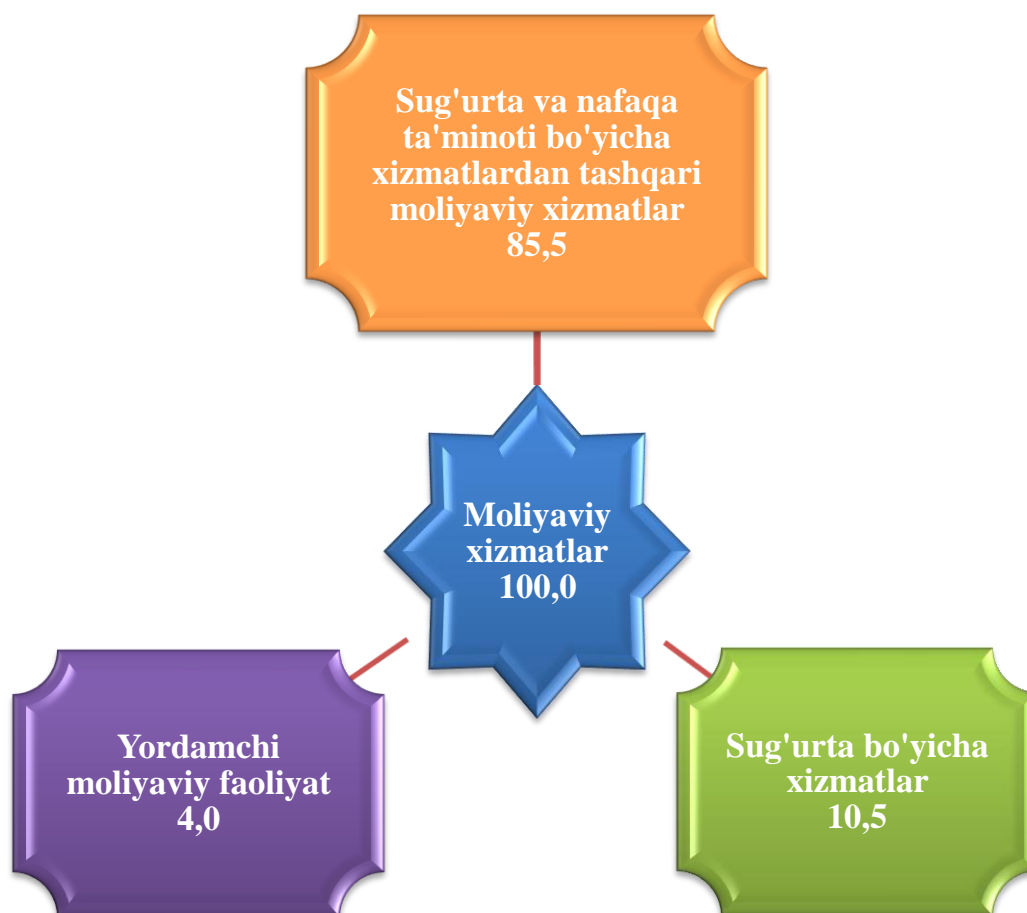 Sug'urta va nafaqa
ta'minoti bo'yicha
xizmatlardan tashqari
moliyaviy xizmatlar
85,5
Moliyaviy
xizmatlar
100,0
Yordamchi
moliyaviy faoliyat
4,0
Sug'urta bo'yicha
xizmatlar
10,5